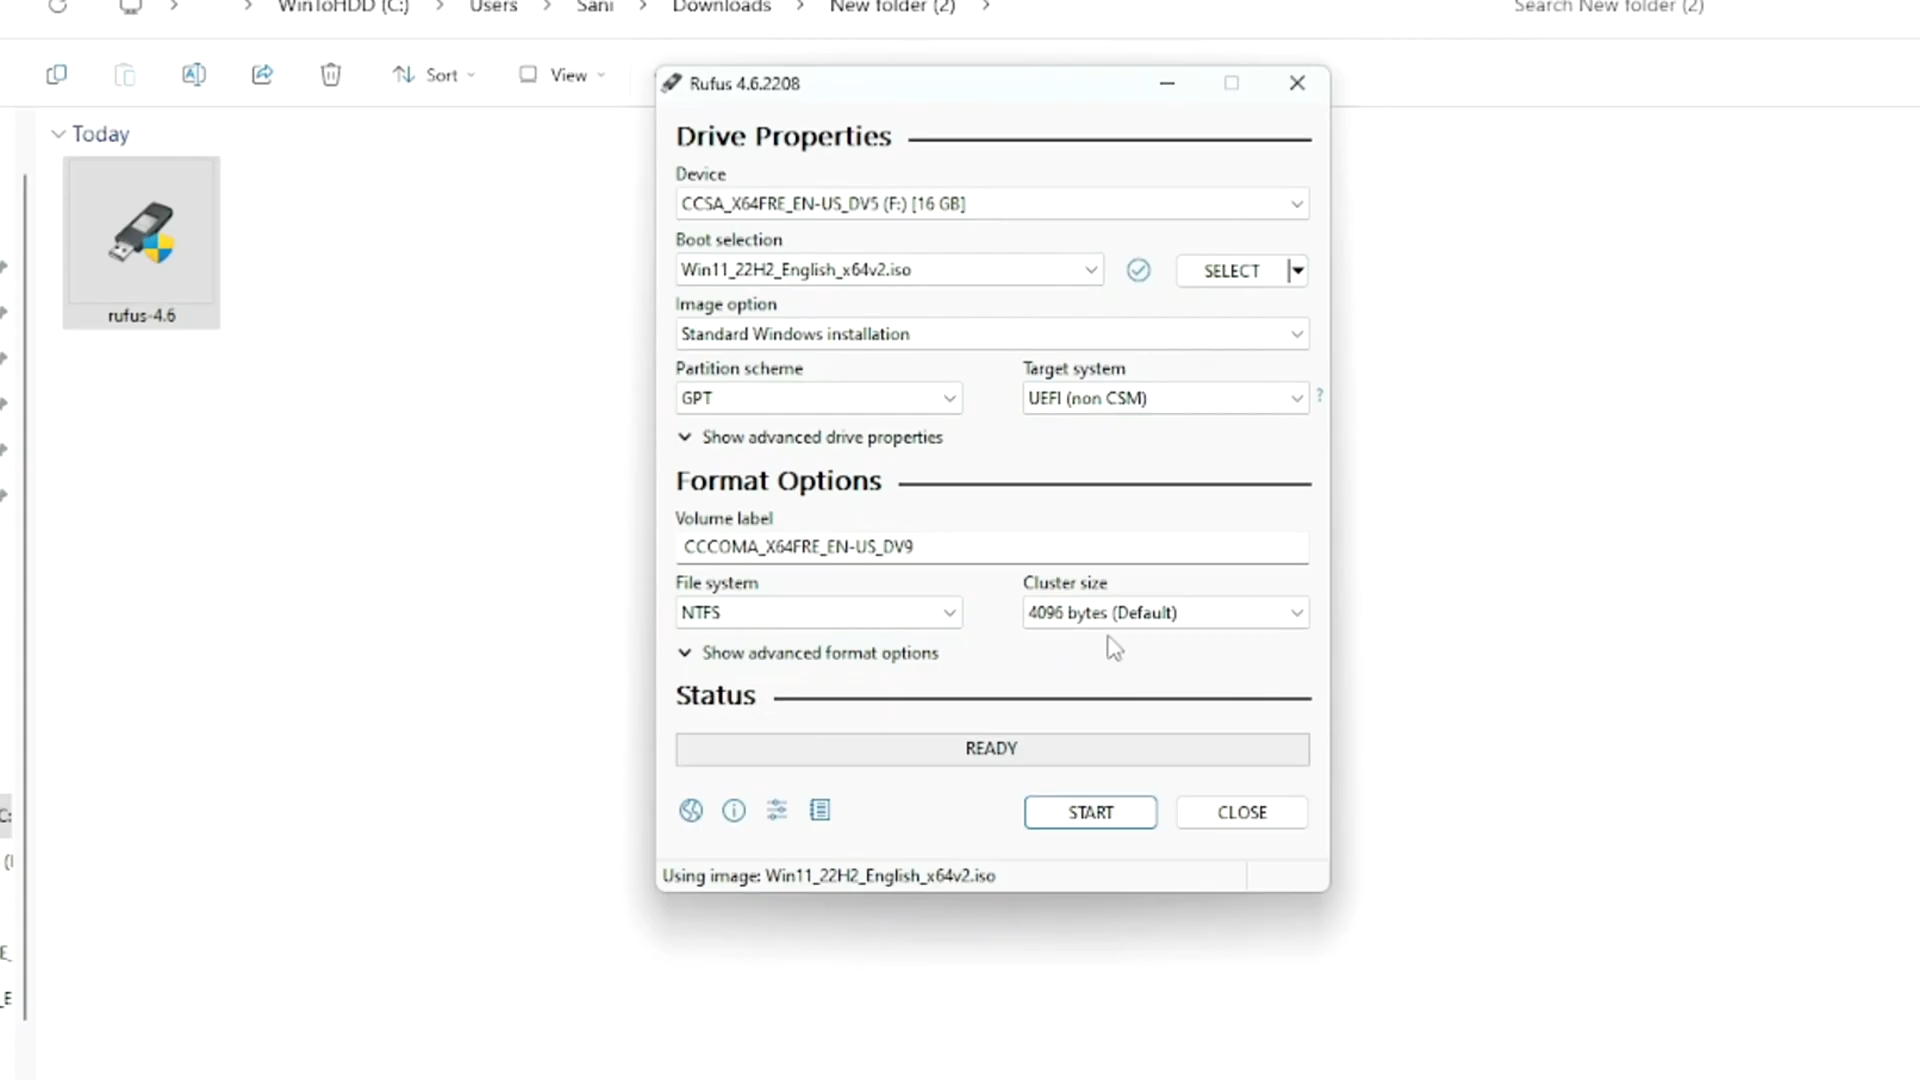 WinToHDD (C:) > Users > Sani > Downloads > New folder (2) >
Search New folder (2)
Sort
View
Today
rufus-4.6
Rufus 4.6.2208
Drive Properties
Device
CCSA_X64FRE_EN-US_DV5 (F:) [16 GB]
Boot selection
Win11_22H2_English_x64v2.iso
SELECT
Image option
Standard Windows installation
Partition scheme
Target system
GPT
UEFI (non CSM)
?
Show advanced drive properties
Format Options
Volume label
CCCOMA_X64FRE_EN-US_DV9
File system
Cluster size
NTFS
4096 bytes (Default)
Show advanced format options
Status
READY
START
CLOSE
Using image: Win11_22H2_English_x64v2.iso